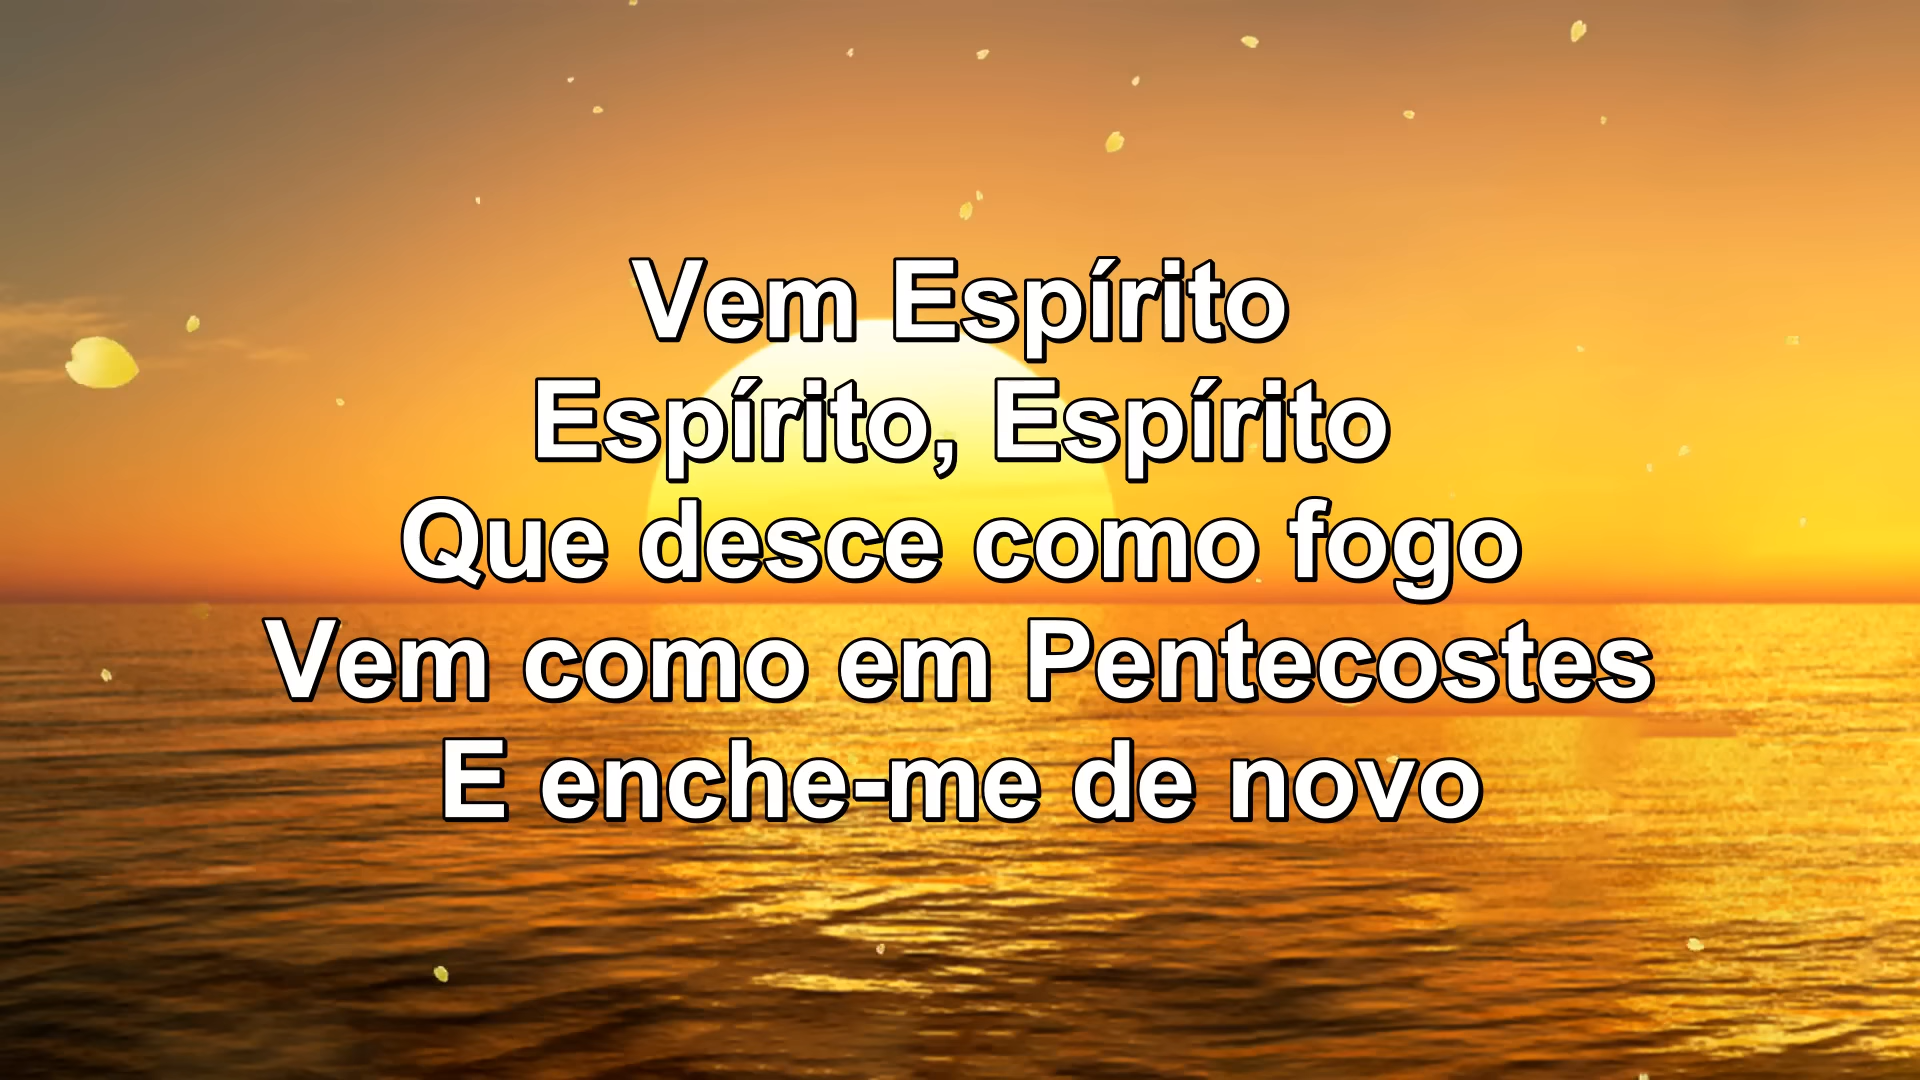 Vem Espírito
Espírito, Espírito
Que desce como fogo
Vem como em Pentecostes
E enche-me de novo